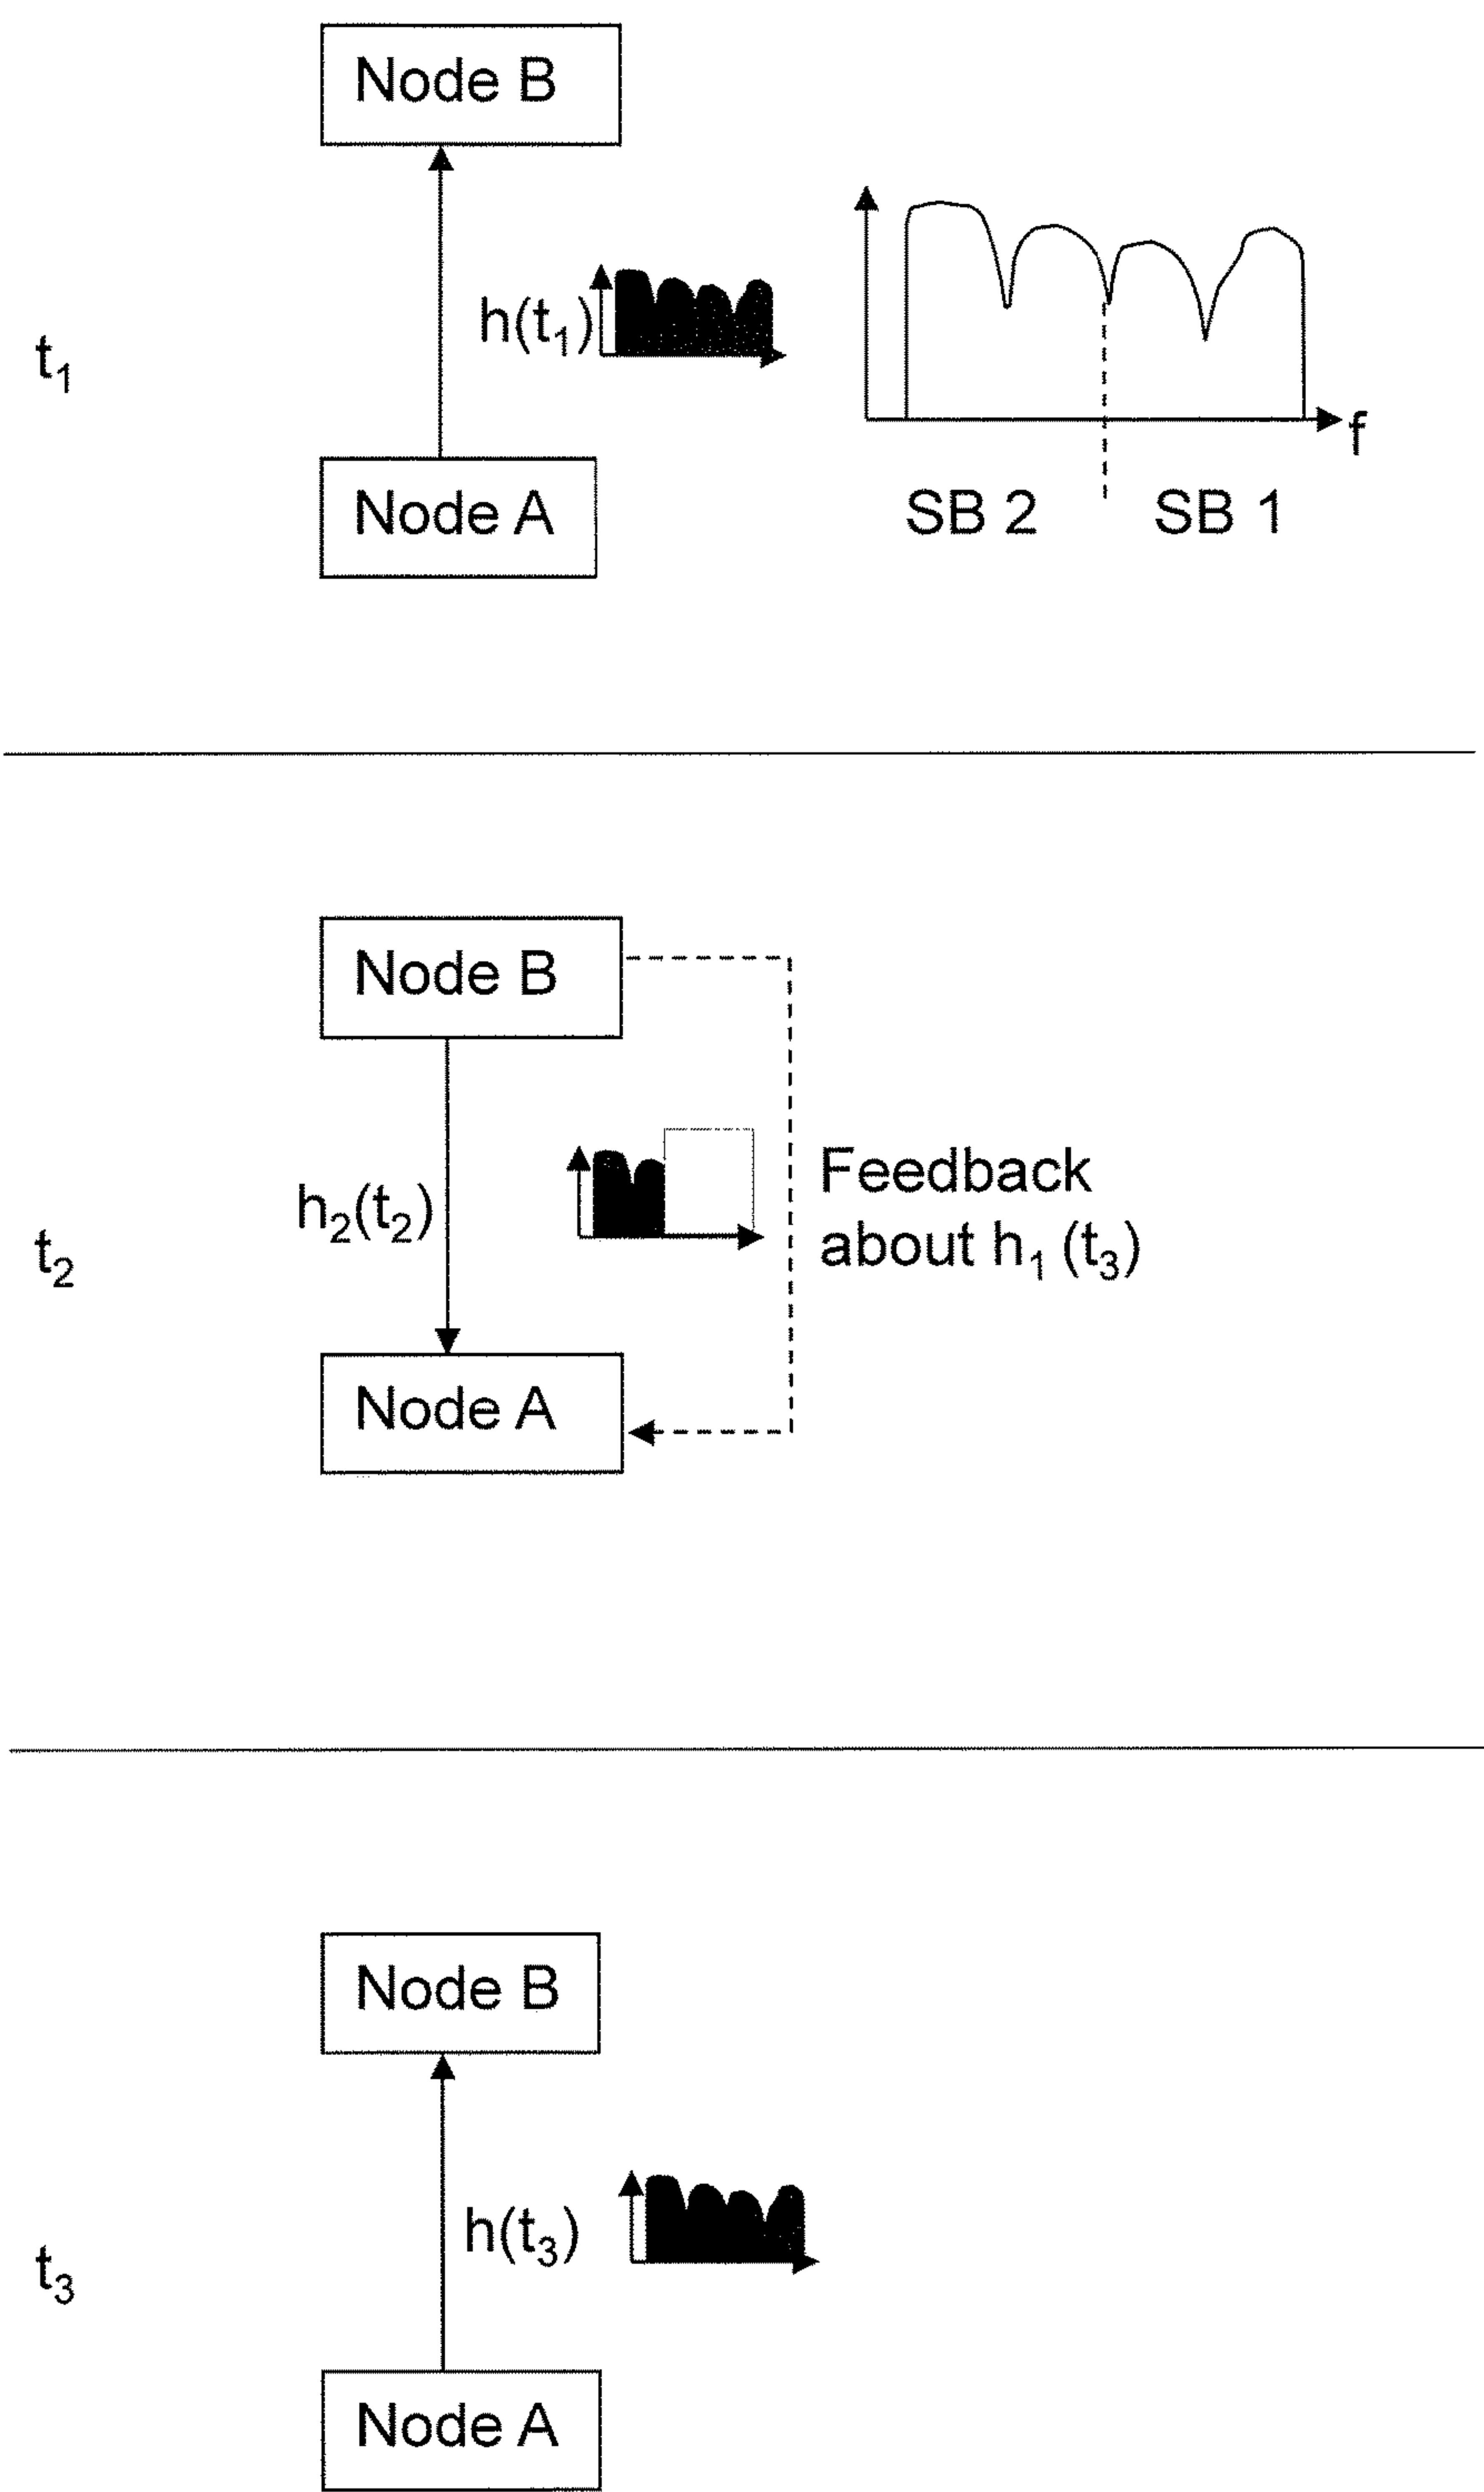 Node B
h(t₁)
t₁
Node A
f
SB 2
SB 1
Node B
h₂(t₂)
Feedback
about h₁ (t₃)
t₂
Node A
Node B
h(t₃)
t₃
Node A